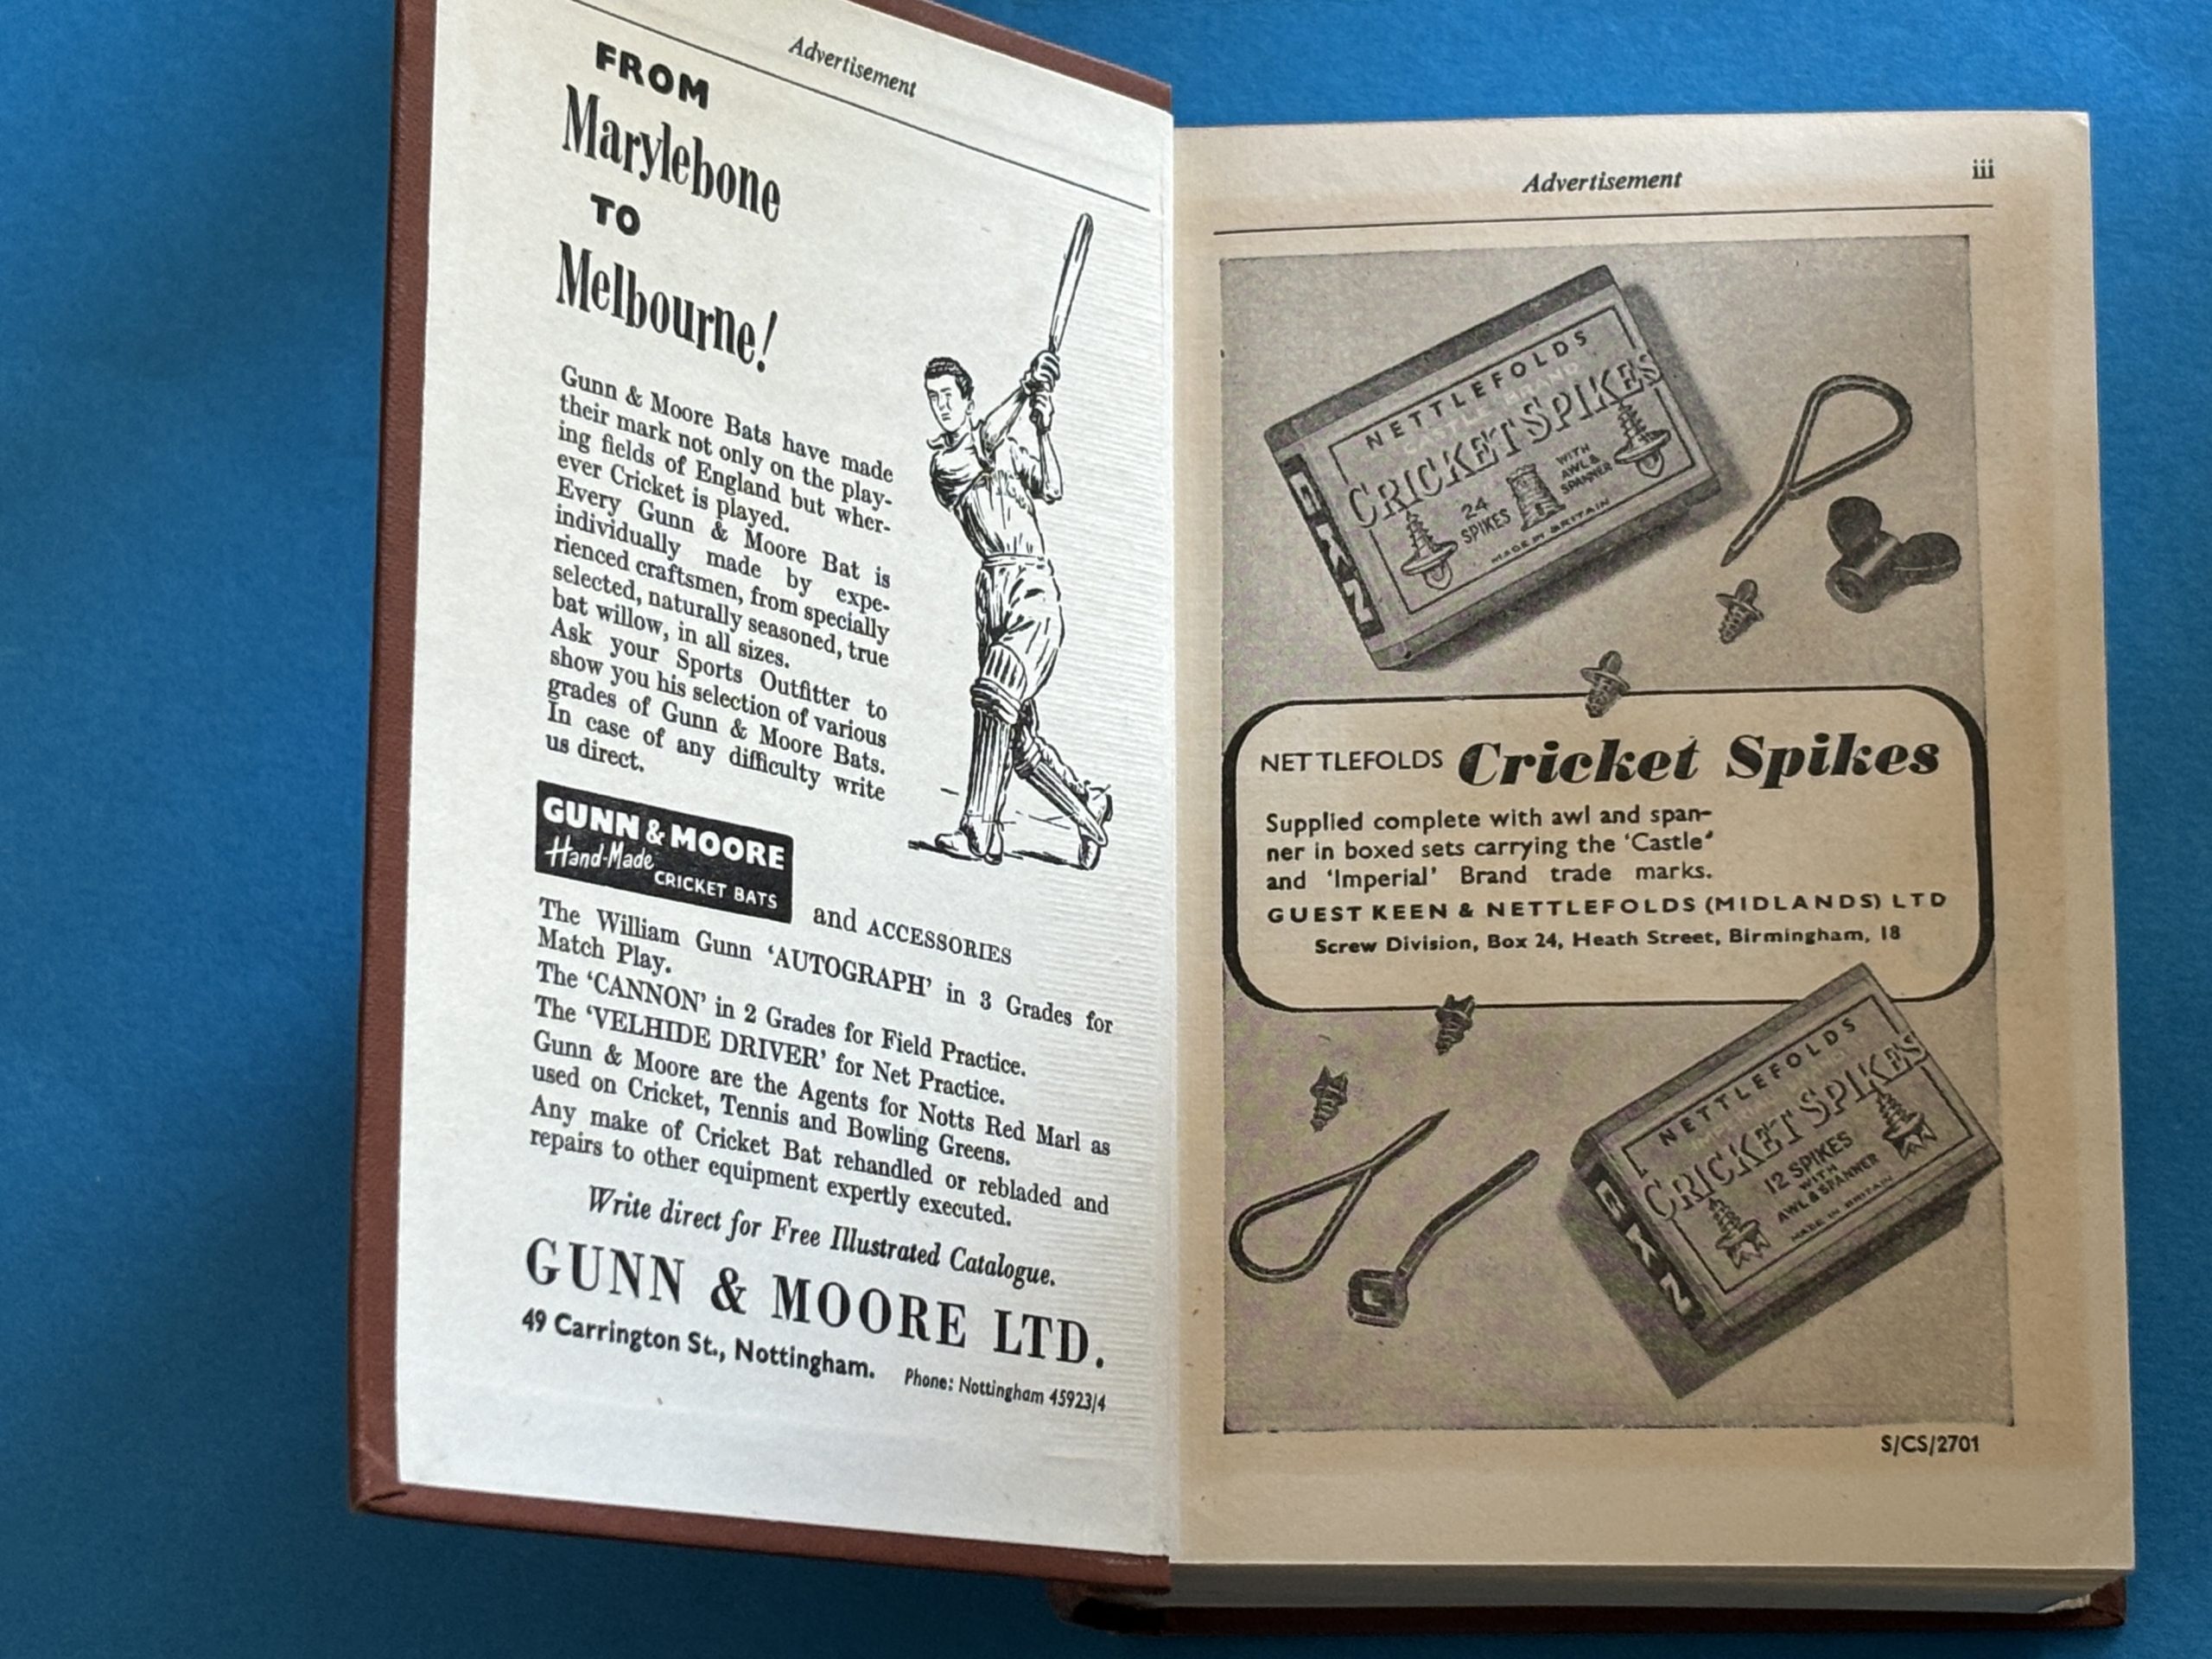 Advertisement
FROM
Marylebone
TO
Melbourne!
Gunn & Moore Bats have made
their mark not only on the play-
ing fields of England but wher-
ever Cricket is played.
Every Gunn & Moore Bat is
individually made by expe-
rienced craftsmen, from specially
selected, naturally seasoned, true
bat willow, in all sizes.
Ask your Sports Outfitter to
show you his selection of various
grades of Gunn & Moore Bats.
In case of any difficulty write
us direct.
GUNN & MOORE
Hand-Made
CRICKET BATS
and ACCESSORIES
The William Gunn 'AUTOGRAPH' in 3 Grades for
Match Play.
The 'CANNON' in 2 Grades for Field Practice.
The 'VELHIDE DRIVER' for Net Practice.
Gunn & Moore are the Agents for Notts Red Marl as
used on Cricket, Tennis and Bowling Greens.
Any make of Cricket Bat rehandled or rebladed and
repairs to other equipment expertly executed.
Write direct for Free Illustrated Catalogue.
GUNN & MOORE LTD.
49 Carrington St., Nottingham. Phone: Nottingham 45923/4
Advertisement iii
NETTLEFOLDS
CASTLE BRAND
CRICKET SPIKES
24
SPIKES
WITH
AWL &
SPANNER
MADE IN BRITAIN
GKN
NETTLEFOLDS Cricket Spikes
Supplied complete with awl and span-
ner in boxed sets carrying the 'Castle'
and 'Imperial' Brand trade marks.
GUEST KEEN & NETTLEFOLDS (MIDLANDS) LTD
Screw Division, Box 24, Heath Street, Birmingham, 18
NETTLEFOLDS
CRICKET SPIKES
12 SPIKES
WITH
AWL & SPANNER
MADE IN BRITAIN
GKN
S/CS/2701